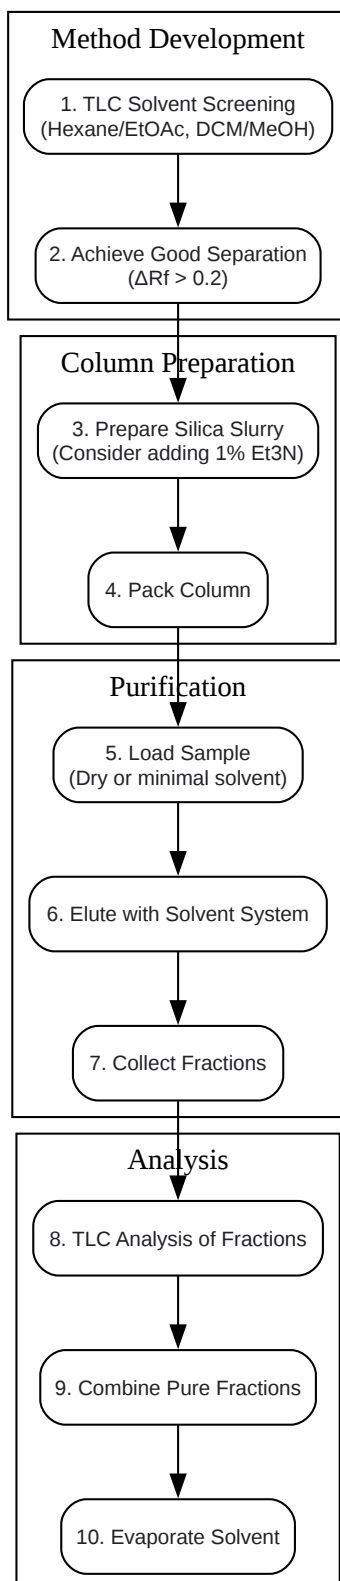 Method Development
1. TLC Solvent Screening
(Hexane/EtOAc, DCM/MeOH)
2. Achieve Good Separation
(ΔRf > 0.2)
Column Preparation
3. Prepare Silica Slurry
(Consider adding 1% Et3N)
4. Pack Column
Purification
5. Load Sample
(Dry or minimal solvent)
6. Elute with Solvent System
7. Collect Fractions
Analysis
8. TLC Analysis of Fractions
9. Combine Pure Fractions
10. Evaporate Solvent